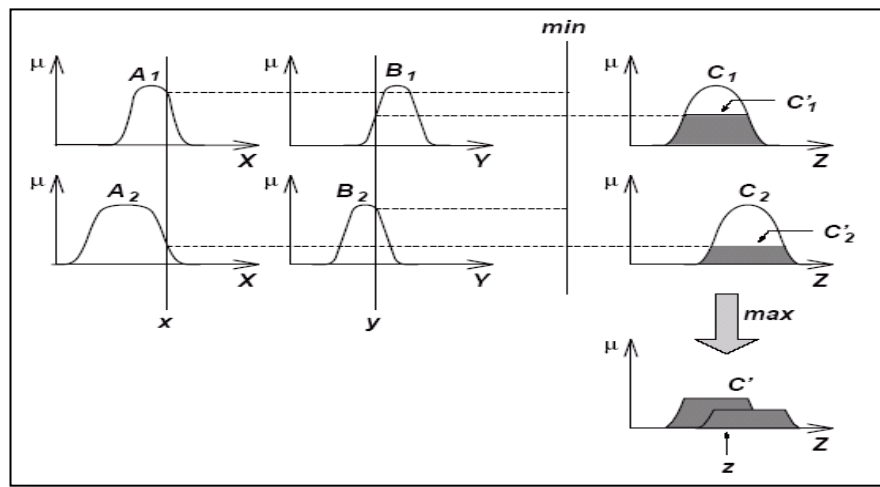 min
μ A1 X
μ B1 Y
μ C1 C'1 Z
μ A2 X
μ B2 Y
μ C2 C'2 Z
x
y
max
μ C' Z
z